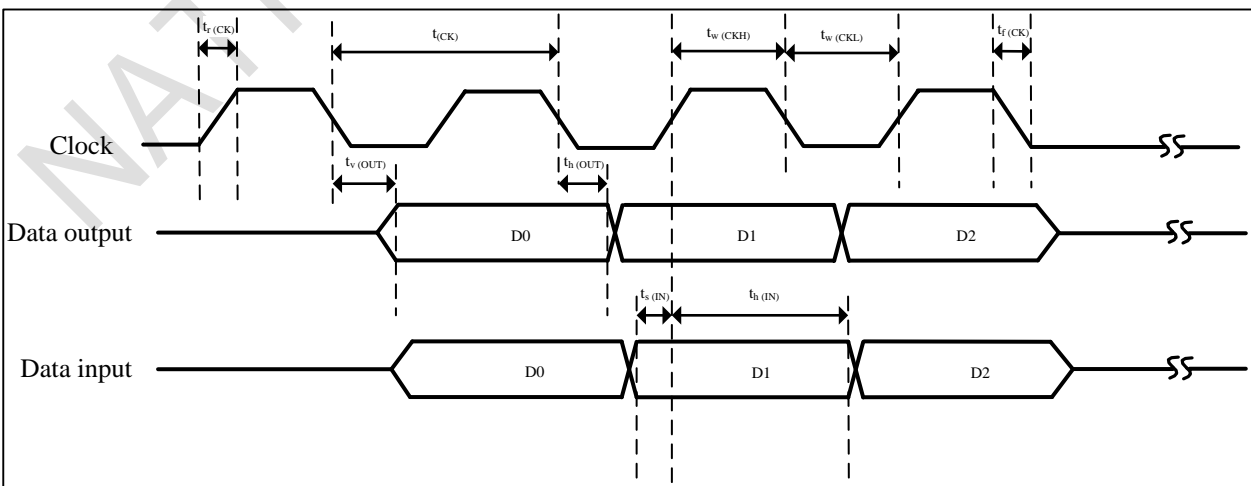 NAT
tr (CK)
t(CK)
tw (CKH)
tw (CKL)
tf (CK)
Clock
tv (OUT)
th (OUT)
Data output
D0
D1
D2
ts (IN)
th (IN)
Data input
D0
D1
D2